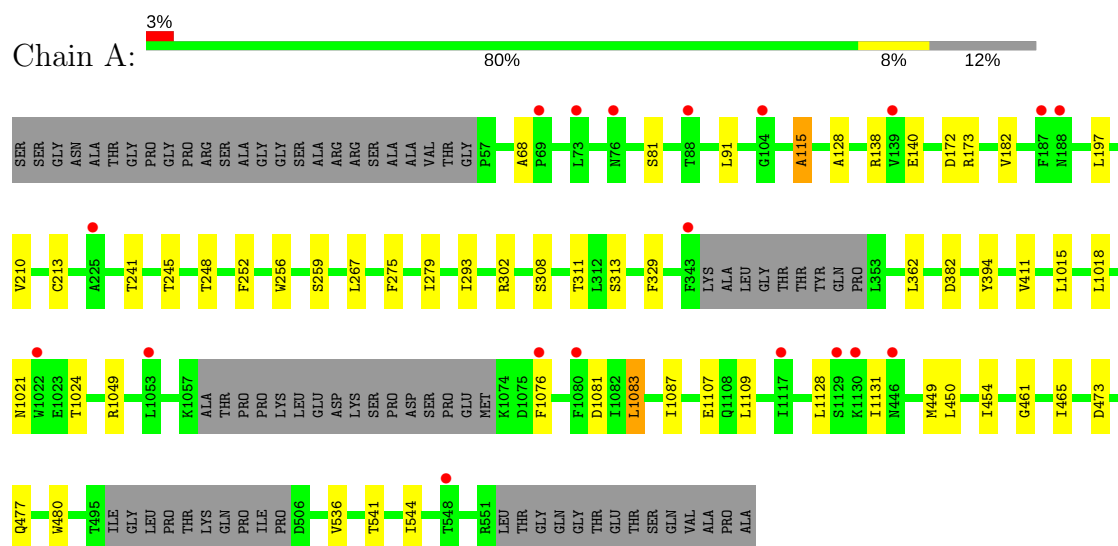 3%
Chain A:
80%
8%
12%
SER SER GLY ASN ALA THR GLY PRO GLY PRO ARG SER ALA GLY GLY SER ALA ARG ARG SER ALA ALA VAL THR GLY P57 A68 P69 L73 N76 S81 T88 L91 G104 A115 A128 R138 V139 E140 D172 R173 V182 F187 N188 L197
V210 C213 A225 T241 T245 T248 F252 W256 S259 L267 F275 I279 I293 R302 S308 T311 L312 S313 F329 F343 LYS ALA LEU GLY THR THR TYR GLN PRO L353 L362 D382 Y394 V411 L1015 L1018
N1021 W1022 E1023 T1024 R1049 L1053 K1057 ALA THR PRO PRO LYS LEU GLU ASP LYS SER PRO ASP SER PRO GLU MET K1074 D1075 F1076 F1080 D1081 I1082 L1083 I1087 E1107 Q1108 L1109 I1117 L1128 S1129 K1130 I1131 N446 M449 L450 I454 G461 I465 D473
Q477 W480 T495 ILE GLY LEU PRO THR LYS GLN PRO ILE PRO D506 V536 T541 I544 T548 R551 LEU THR GLY GLN GLY THR GLU THR SER GLN VAL ALA PRO ALA